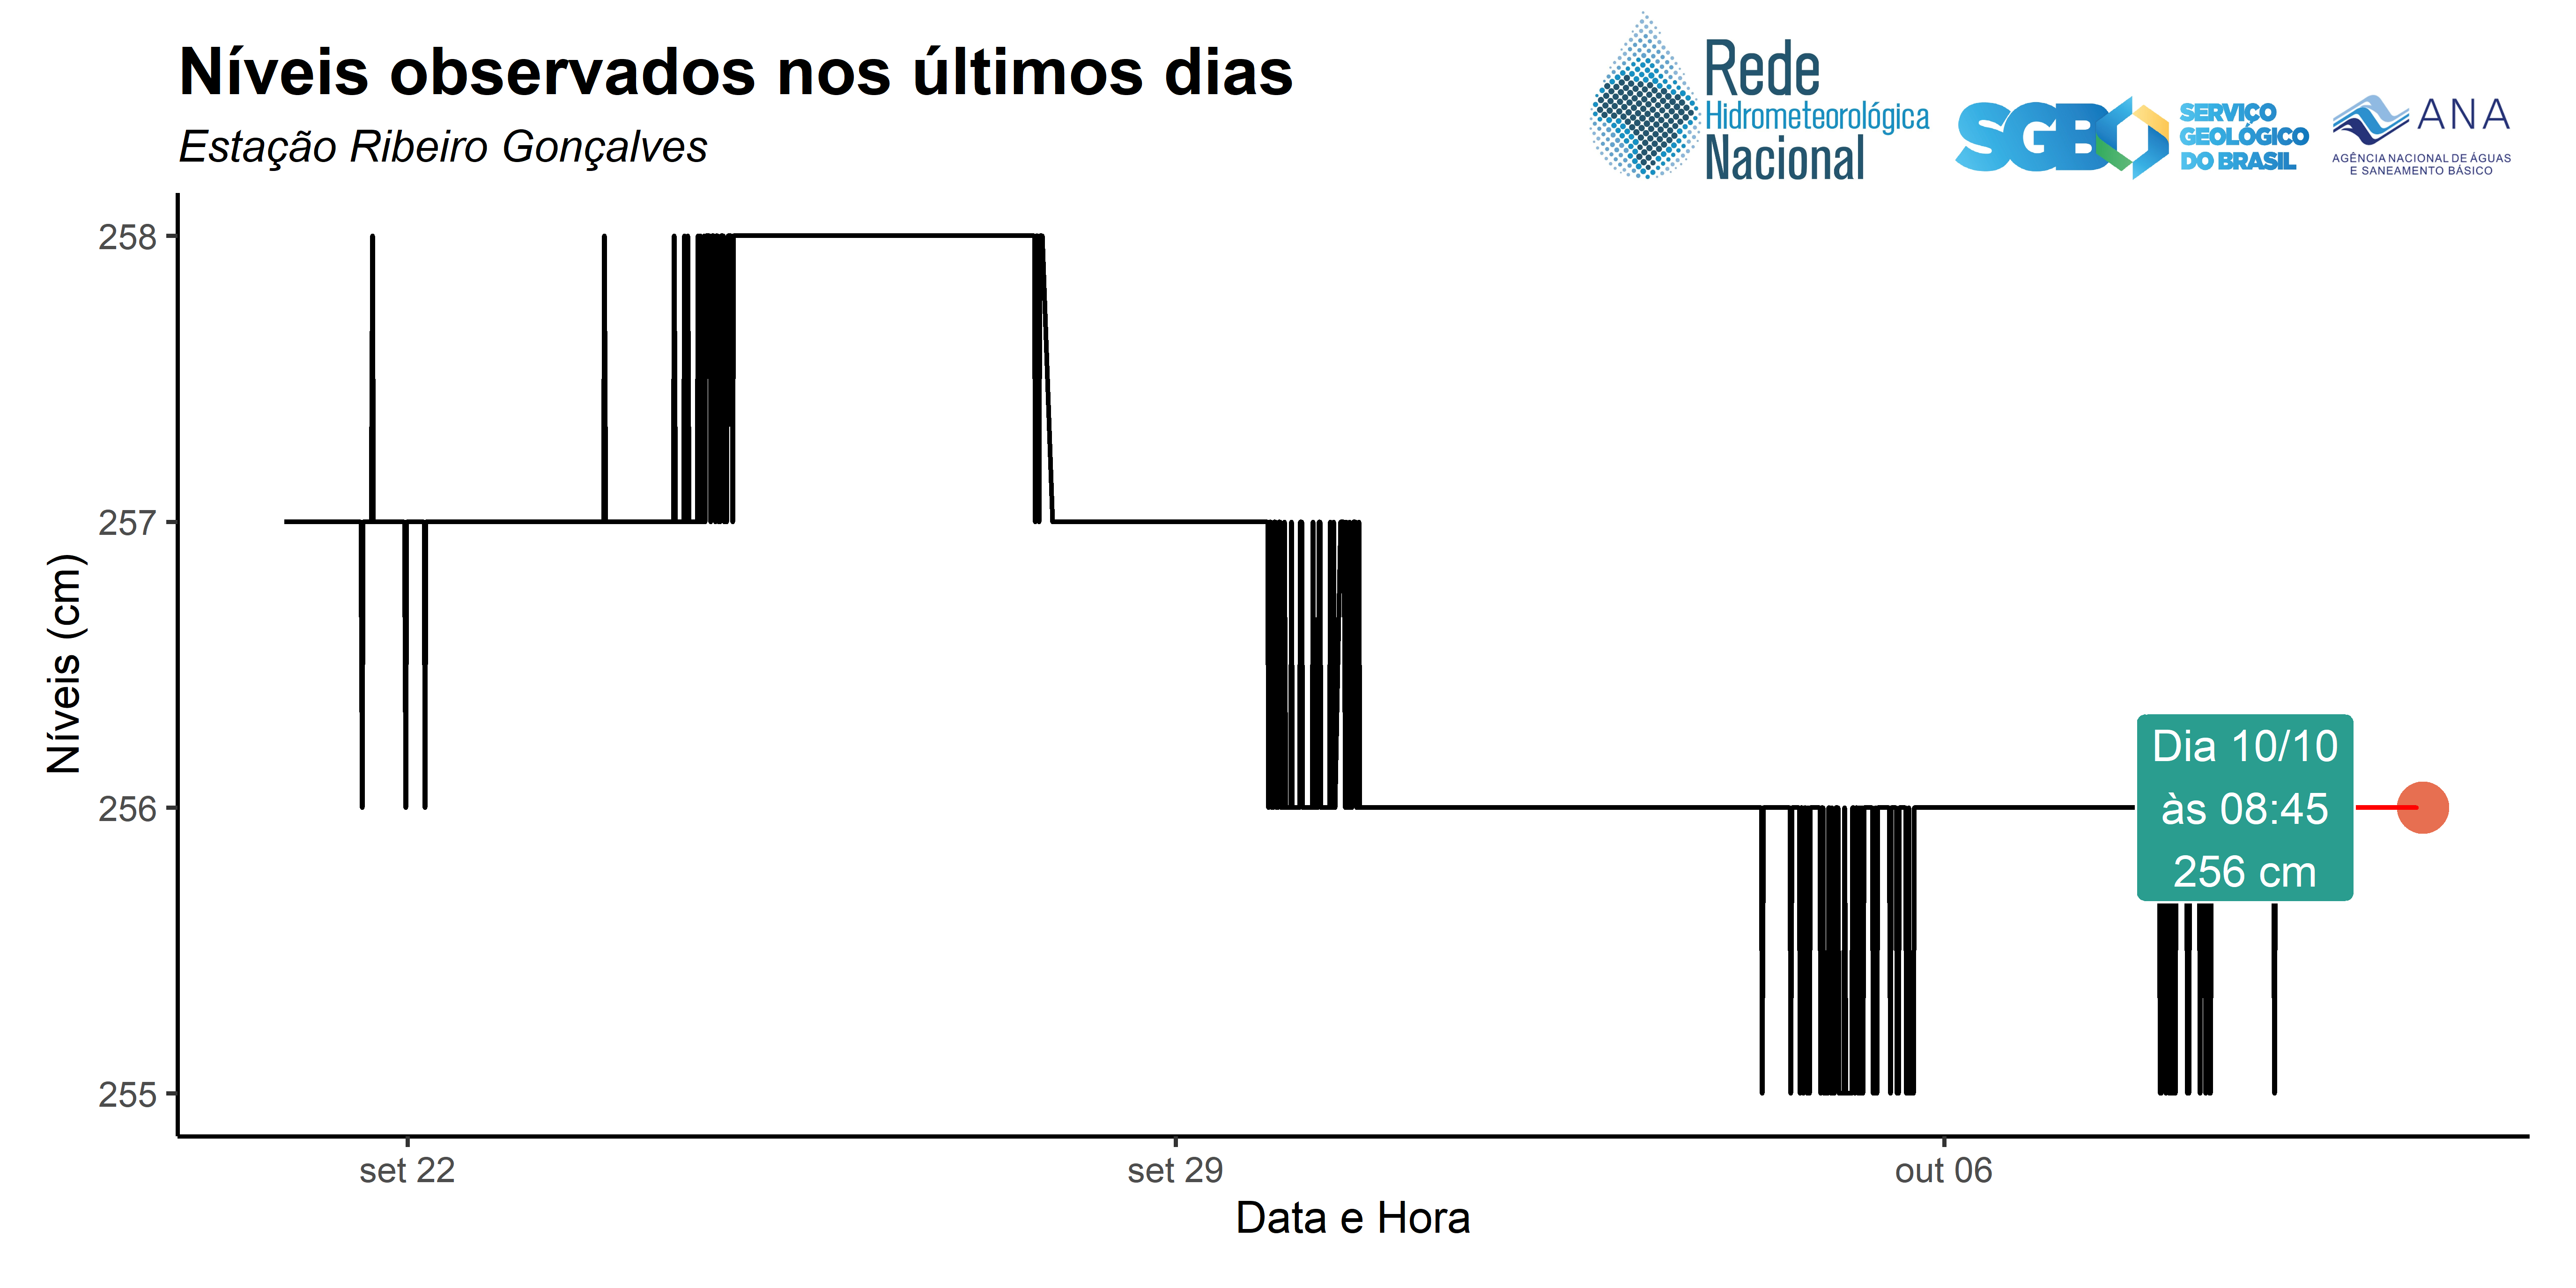 Níveis observados nos últimos dias
Estação Ribeiro Gonçalves
Rede
Hidrometeorológica
Nacional
SGB
SERVIÇO
GEOLÓGICO
DO BRASIL
ANA
AGÊNCIA NACIONAL DE ÁGUAS
E SANEAMENTO BÁSICO
Níveis (cm)
258
257
256
255
Dia 10/10
às 08:45
256 cm
set 22
set 29
out 06
Data e Hora